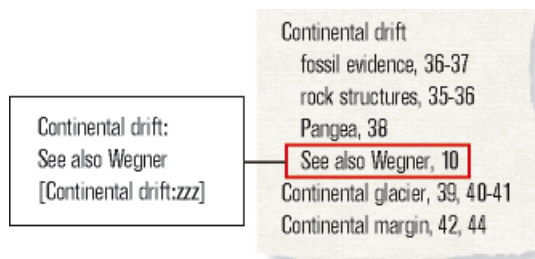 Continental drift:
See also Wegner
[Continental drift:zzz]
Continental drift
fossil evidence, 36-37
rock structures, 35-36
Pangea, 38
See also Wegner, 10
Continental glacier, 39, 40-41
Continental margin, 42, 44